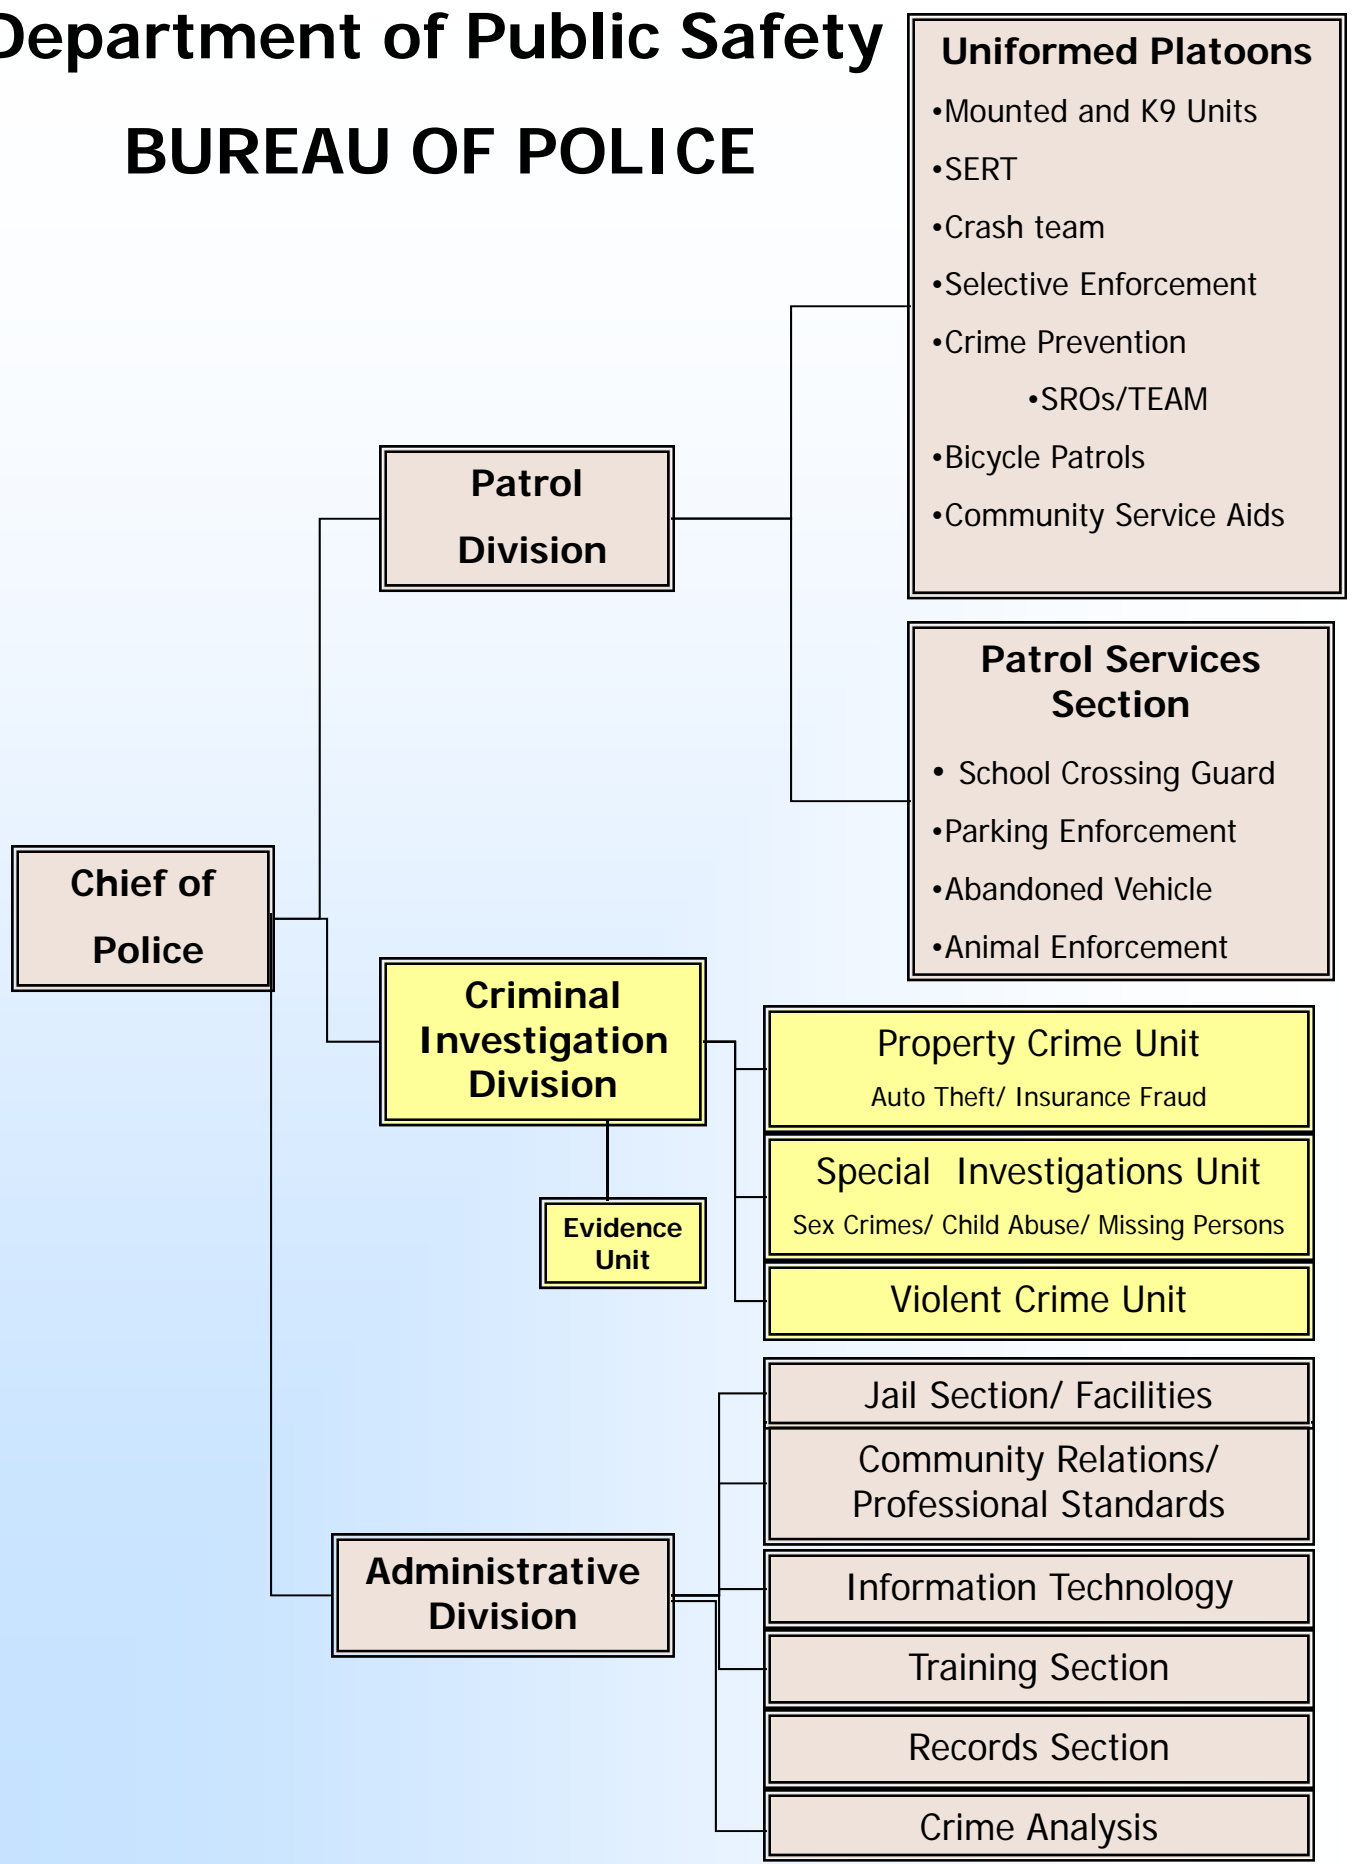 Department of Public Safety
BUREAU OF POLICE
Uniformed Platoons
•Mounted and K9 Units
•SERT
•Crash team
•Selective Enforcement
•Crime Prevention
•SROs/TEAM
•Bicycle Patrols
•Community Service Aids
Patrol
Division
Patrol Services
Section
• School Crossing Guard
•Parking Enforcement
•Abandoned Vehicle
•Animal Enforcement
Chief of
Police
Criminal
Investigation
Division
Evidence
Unit
Property Crime Unit
Auto Theft/ Insurance Fraud
Special Investigations Unit
Sex Crimes/ Child Abuse/ Missing Persons
Violent Crime Unit
Administrative
Division
Jail Section/ Facilities
Community Relations/
Professional Standards
Information Technology
Training Section
Records Section
Crime Analysis